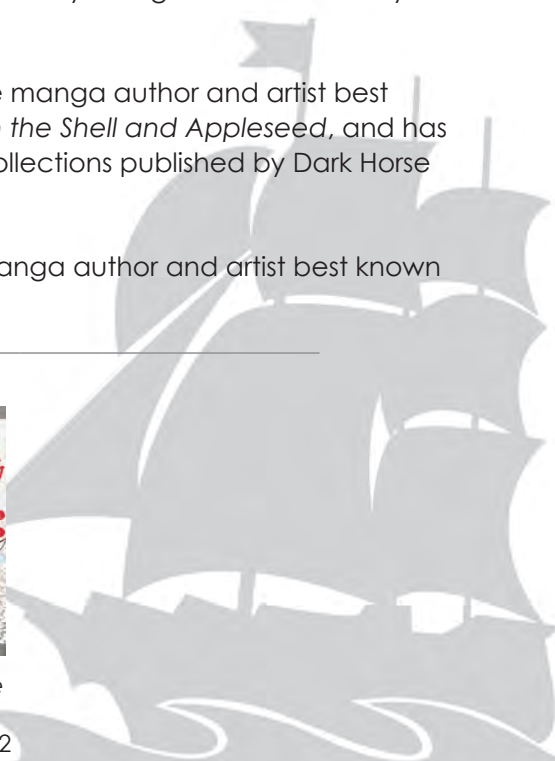 manga author and artist best
the Shell and Appleseed, and has
ollections published by Dark Horse
anga author and artist best known
e
2